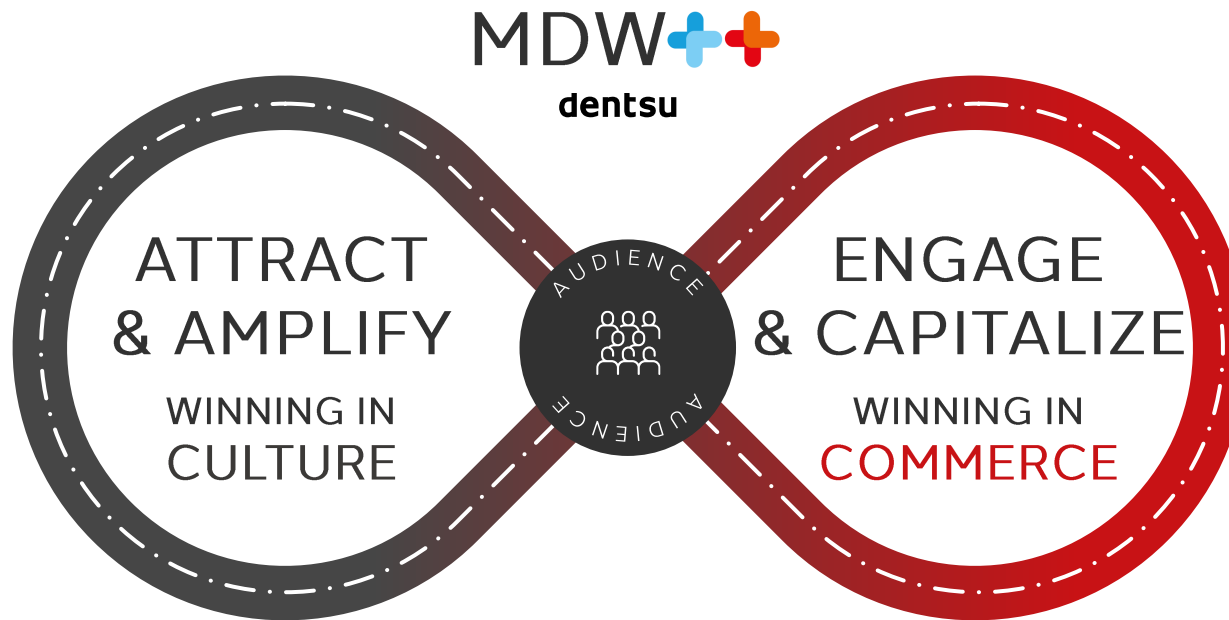 MDW++
dentsu
ATTRACT
& AMPLIFY
WINNING IN
CULTURE
AUDIENCE
AUDIENCE
ENGAGE
& CAPITALIZE
WINNING IN
COMMERCE